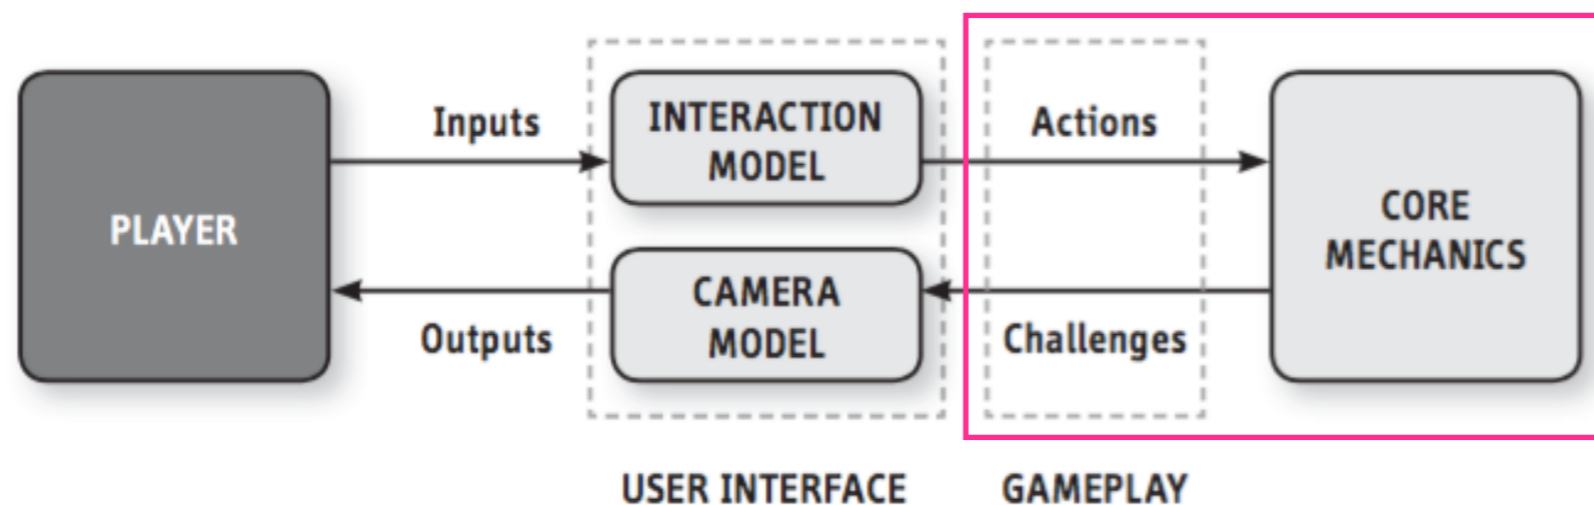 PLAYER
Inputs
Outputs
INTERACTION
MODEL
CAMERA
MODEL
Actions
Challenges
CORE
MECHANICS
USER INTERFACE
GAMEPLAY